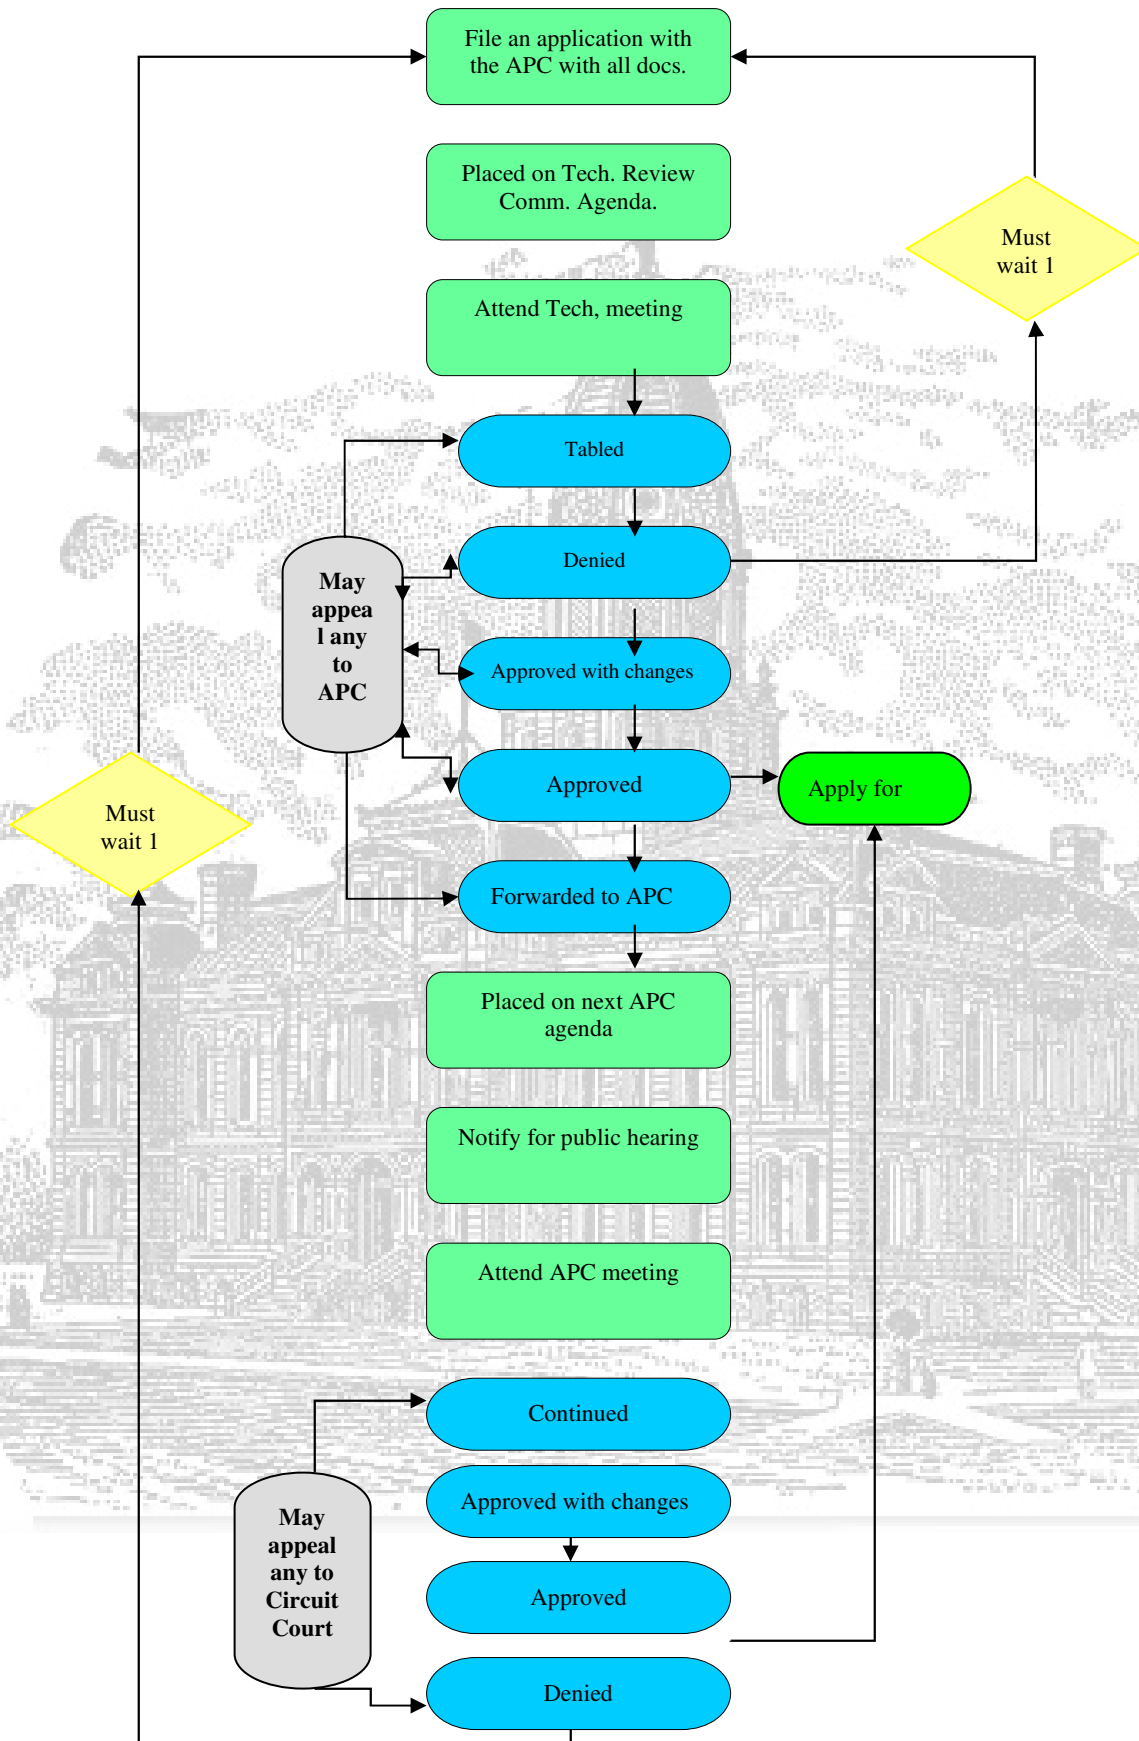 File an application with
the APC with all docs.
Placed on Tech. Review
Comm. Agenda.
Must
wait 1
Attend Tech, meeting
Tabled
Denied
May
appea
l any
to
APC
Approved with changes
Approved
Apply for
Must
wait 1
Forwarded to APC
Placed on next APC
agenda
Notify for public hearing
Attend APC meeting
Continued
Approved with changes
May
appeal
any to
Circuit
Court
Approved
Denied